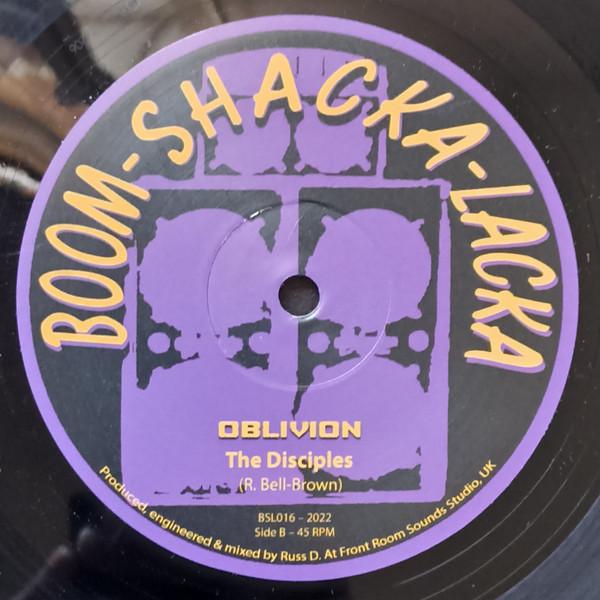 BOOM-SHACKA-LACKA
OBLIVION
The Disciples
(R. Bell-Brown)
BSL016 – 2022
Side B – 45 RPM
Produced, engineered & mixed by Russ D. At Front Room Sounds Studio, UK